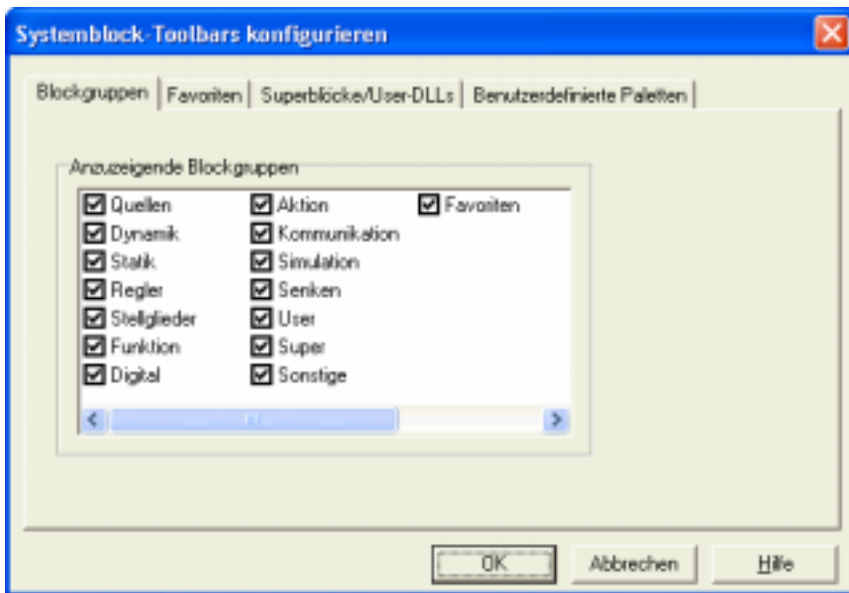 Systemblock-Toolbars konfigurieren
Blockgruppen Favoriten Superblöcke/User-DLLs Benutzerdefinierte Paletten
Anzuzeigende Blockgruppen
Quellen Aktion Favoriten
Dynamik Kommunikation
Statik Simulation
Regler Senken
Stellglieder User
Funktion Super
Digital Sonstige
OK Abbrechen Hilfe